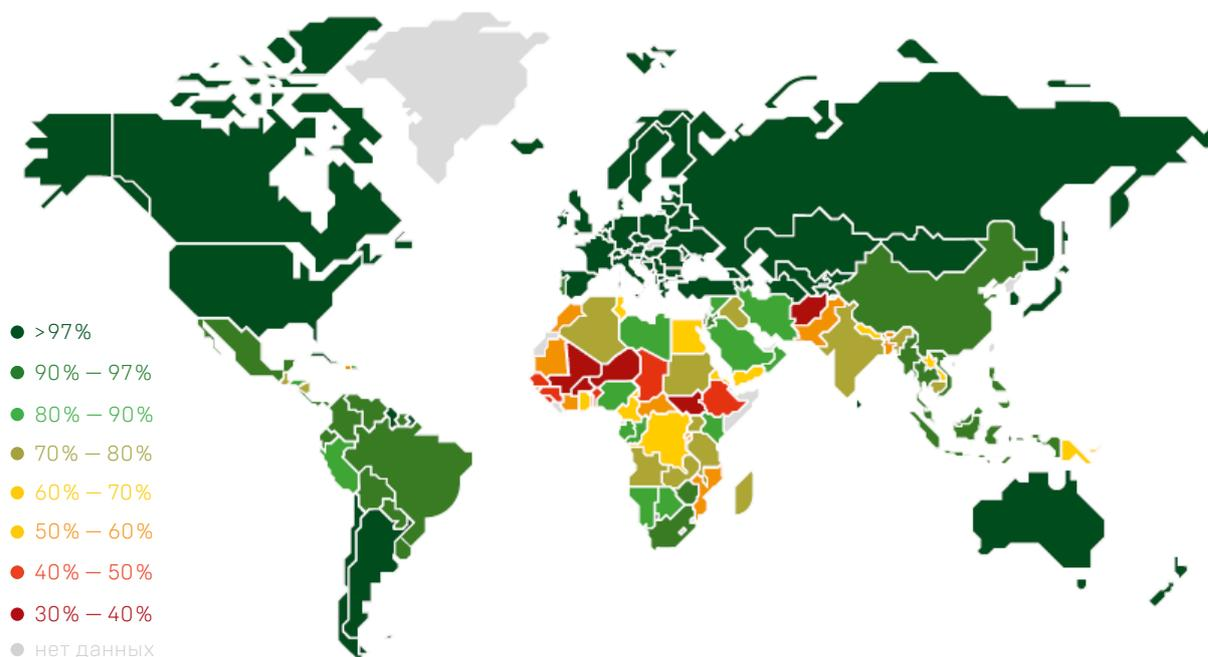 >97%
90% — 97%
80% — 90%
70% — 80%
60% — 70%
50% — 60%
40% — 50%
30% — 40%
нет данных